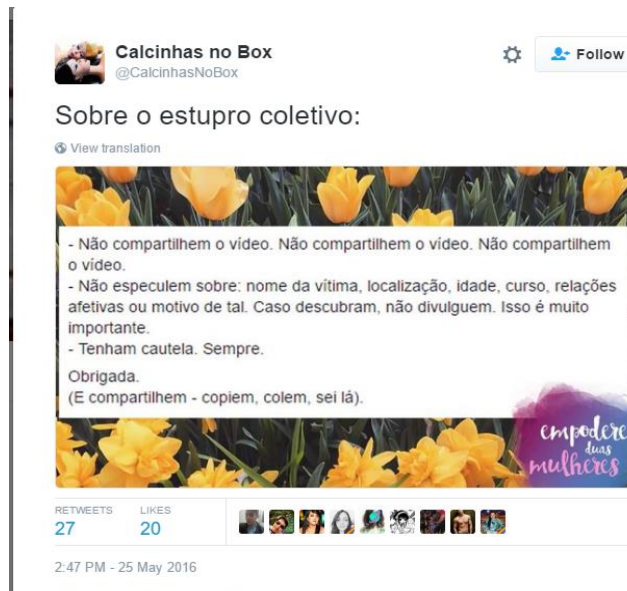 Calcinhas no Box
@CalcinhasNoBox
Follow
Sobre o estupro coletivo:
View translation
- Não compartilhem o vídeo. Não compartilhem o vídeo. Não compartilhem
o vídeo.
- Não especulem sobre: nome da vítima, localização, idade, curso, relações
afetivas ou motivo de tal. Caso descubram, não divulguem. Isso é muito
importante.
- Tenham cautela. Sempre.
Obrigada.
(E compartilhem - copiem, colem, sei lá).
empodere
duas
mulheres
RETWEETS LIKES
27 20
2:47 PM - 25 May 2016